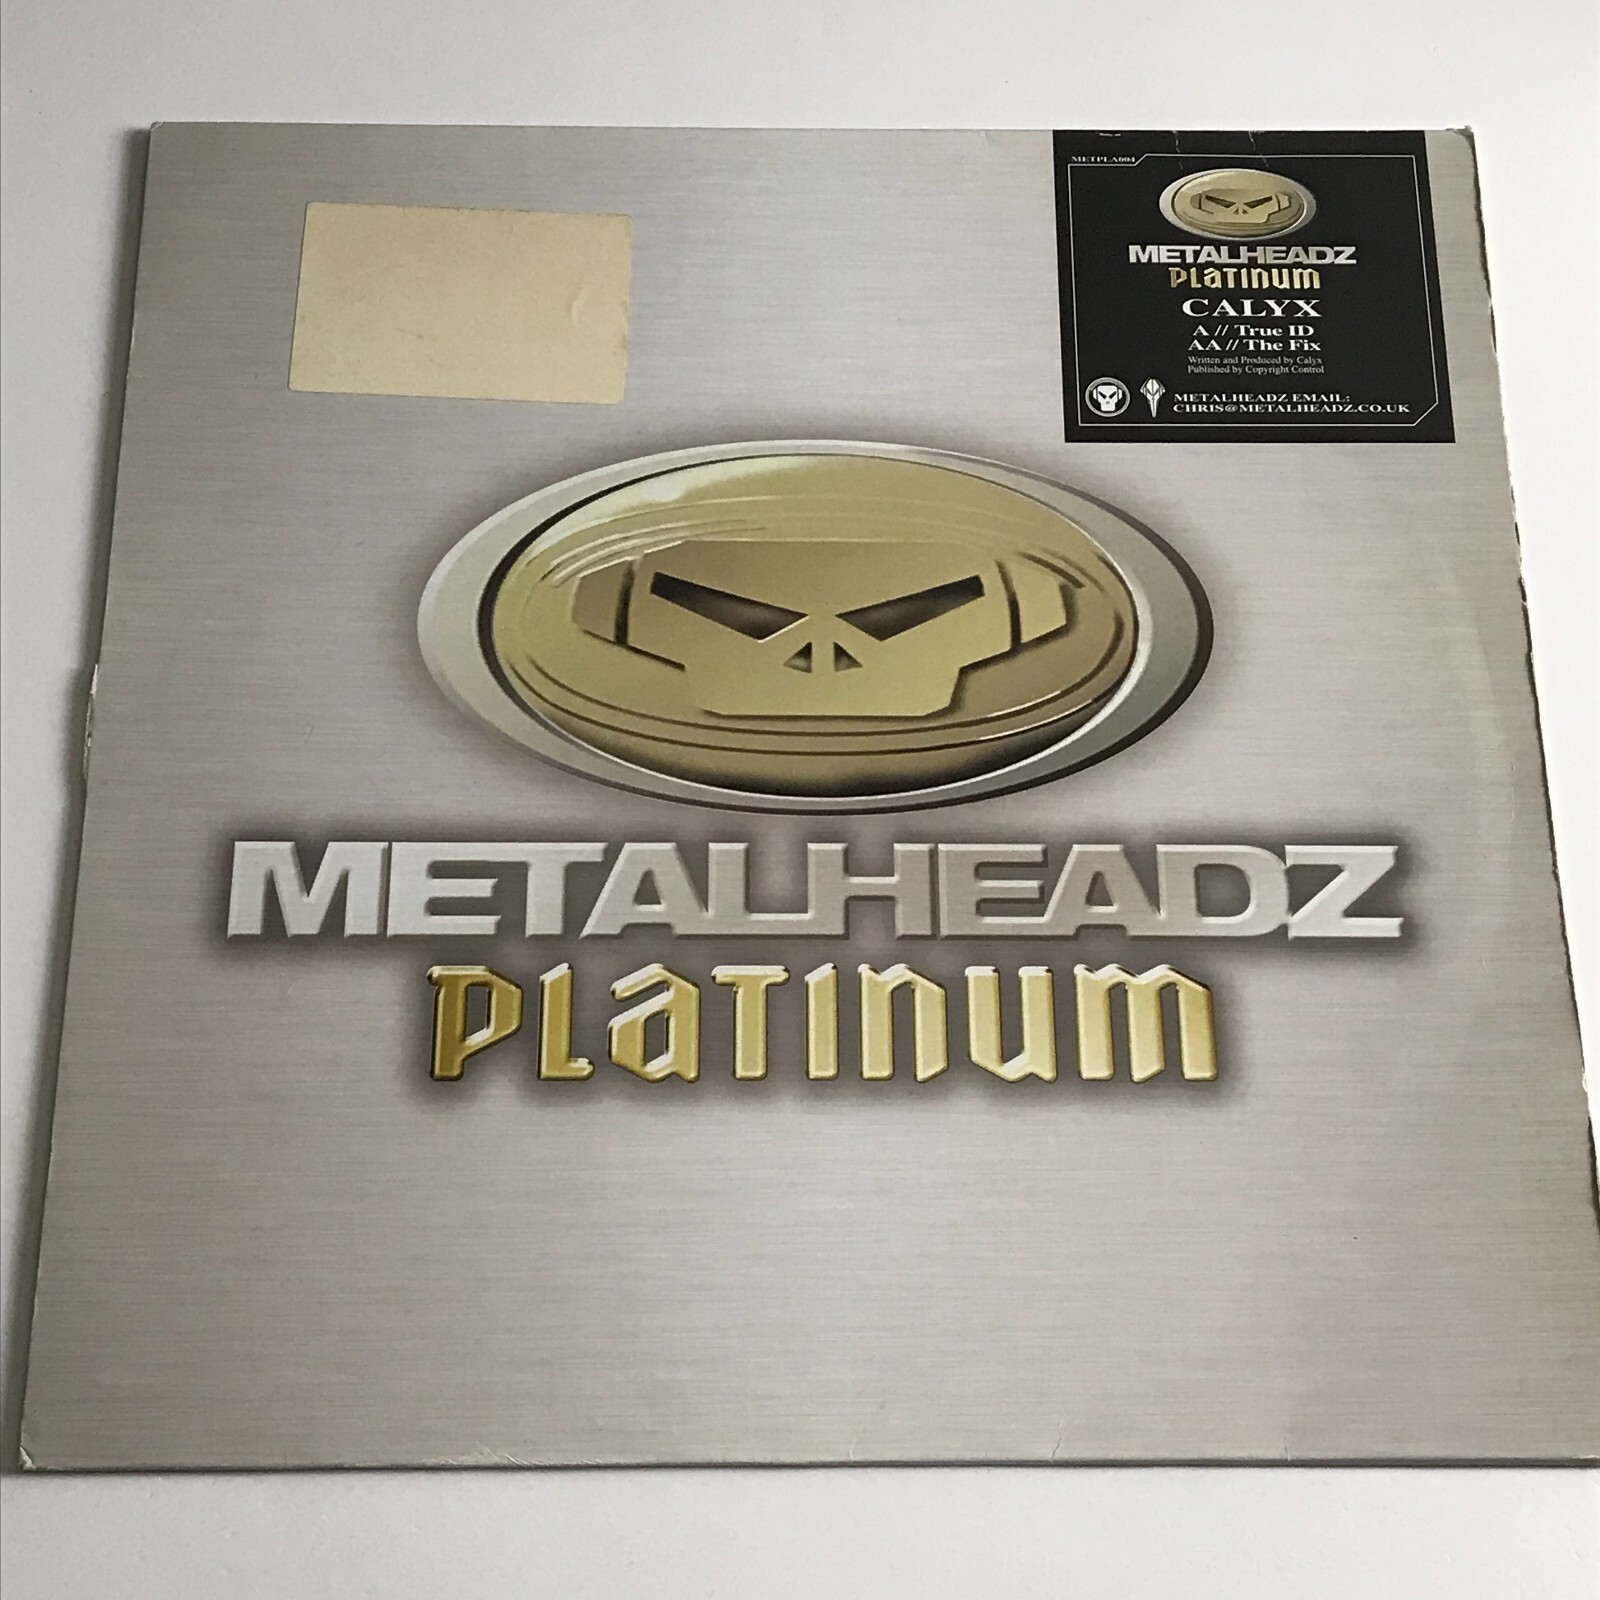 METPLA004
METALHEADZ
PLATINUM
CALYX
A // True ID
AA // The Fix
Written and Produced by Calyx
Published by Copyright Control
METALHEADZ EMAIL:
CHRIS@METALHEADZ.CO.UK
METALHEADZ
PLATINUM